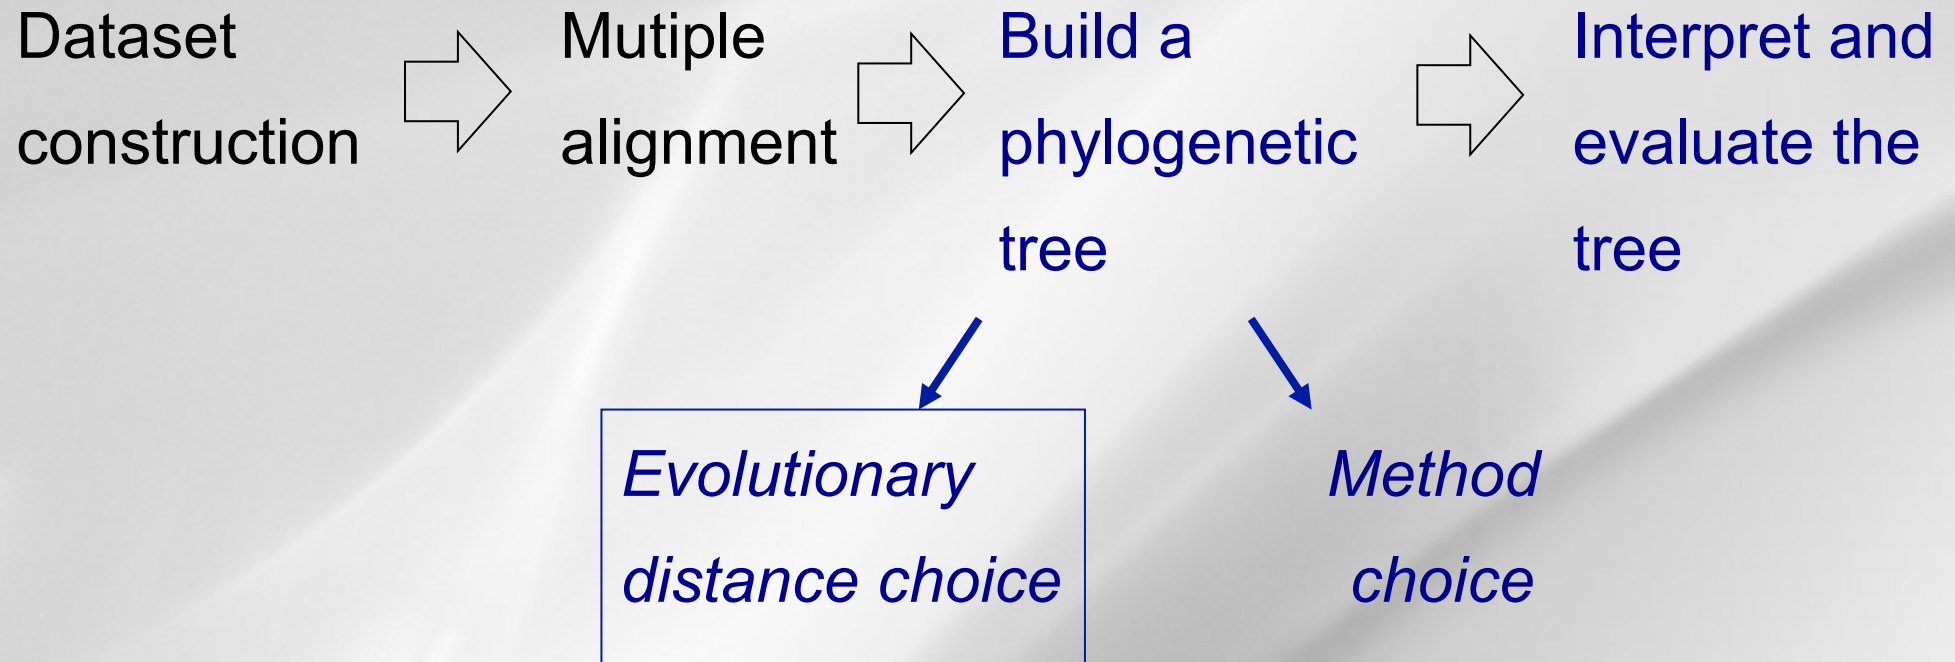 Dataset
construction
Mutiple
alignment
Build a
phylogenetic
tree
Interpret and
evaluate the
tree
Evolutionary
distance choice
Method
choice